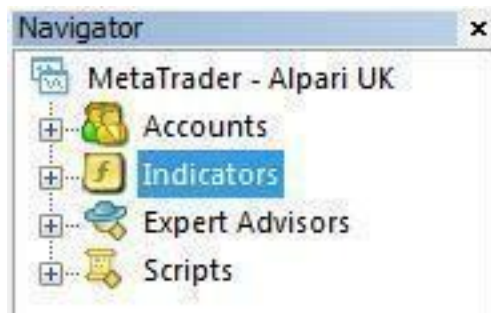 Navigator
MetaTrader - Alpari UK
Accounts
Indicators
Expert Advisors
Scripts